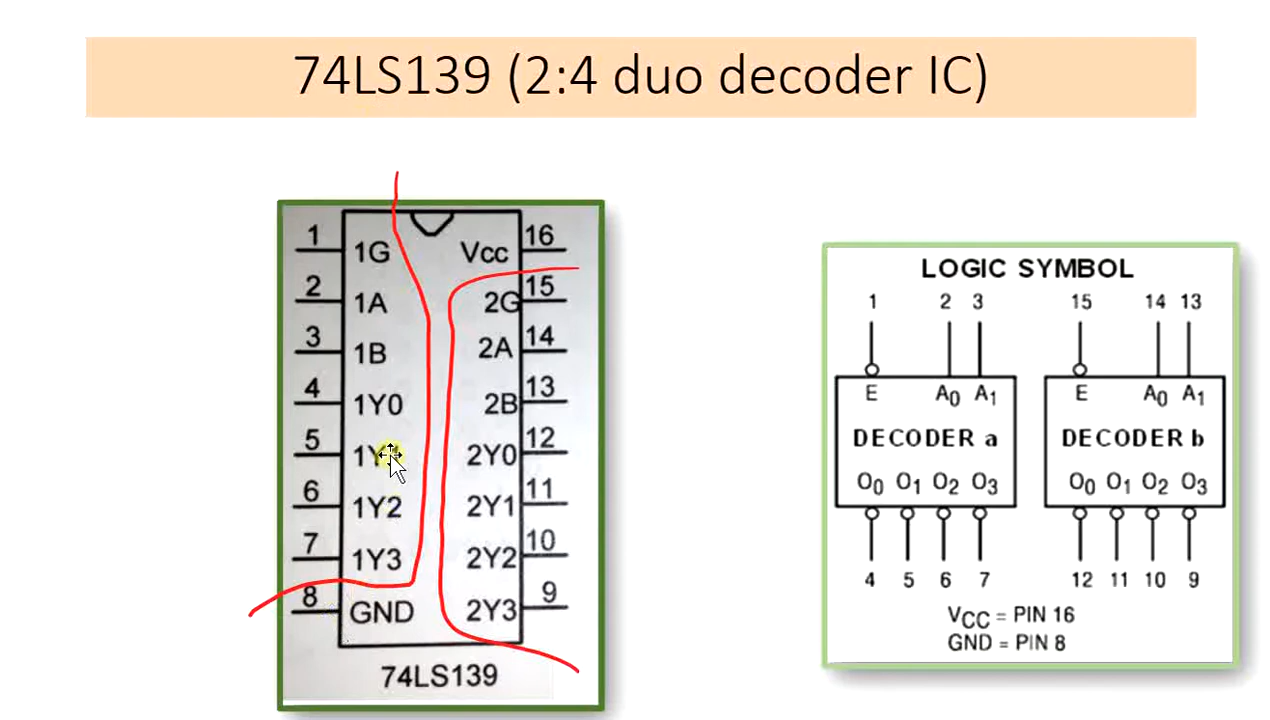 74LS139 (2:4 duo decoder IC)
1 1G Vcc 16
2 1A 2G 15
3 1B 2A 14
4 1Y0 2B 13
5 1Y1 2Y0 12
6 1Y2 2Y1 11
7 1Y3 2Y2 10
8 GND 2Y3 9
74LS139
LOGIC SYMBOL
1 2 3 15 14 13
E A0 A1 E A0 A1
DECODER a DECODER b
O0 O1 O2 O3 O0 O1 O2 O3
4 5 6 7 12 11 10 9
VCC = PIN 16
GND = PIN 8